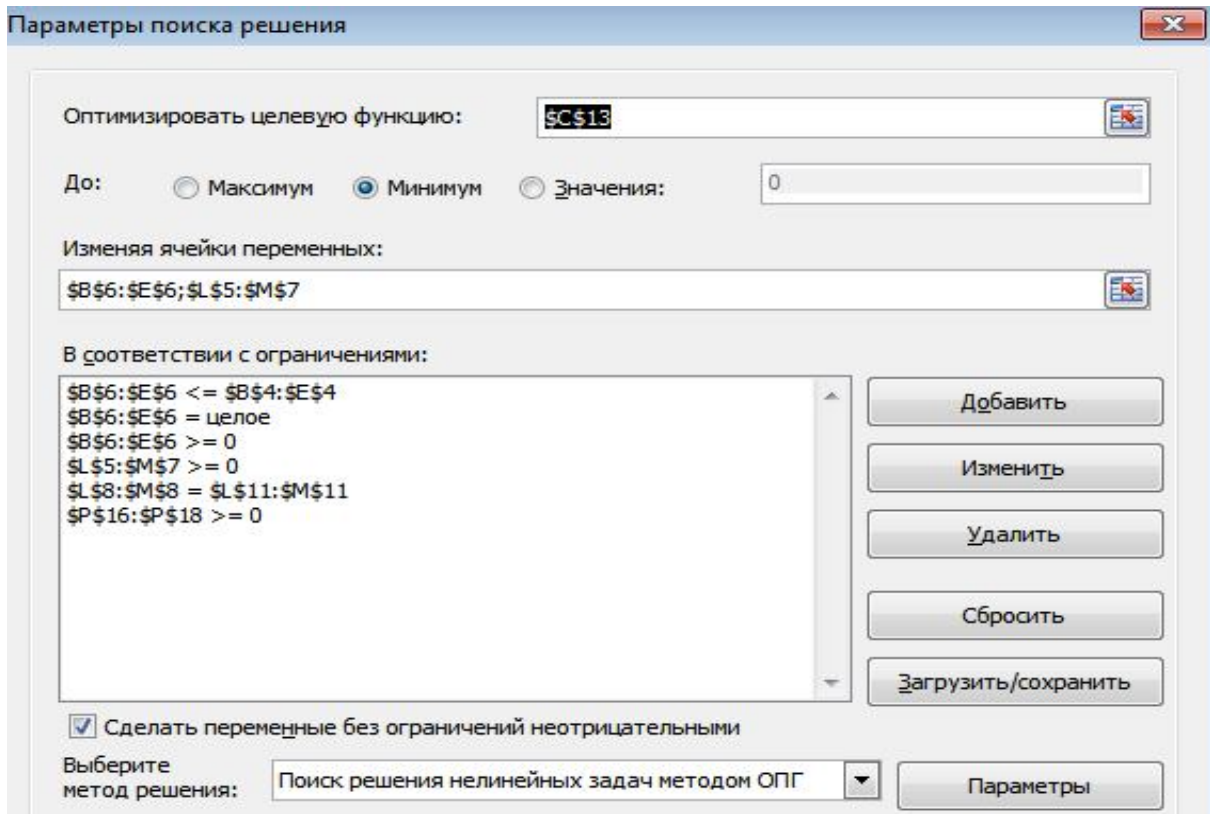 Параметры поиска решения
Оптимизировать целевую функцию: $C$13
До: Максимум Минимум Значения: 0
Изменяя ячейки переменных:
$B$6:$E$6;$L$5:$M$7
В соответствии с ограничениями:
$B$6:$E$6 <= $B$4:$E$4
$B$6:$E$6 = целое
$B$6:$E$6 >= 0
$L$5:$M$7 >= 0
$L$8:$M$8 = $L$11:$M$11
$P$16:$P$18 >= 0
Добавить
Изменить
Удалить
Сбросить
Загрузить/сохранить
Сделать переменные без ограничений неотрицательными
Выберите
метод решения:
Поиск решения нелинейных задач методом ОПГ
Параметры